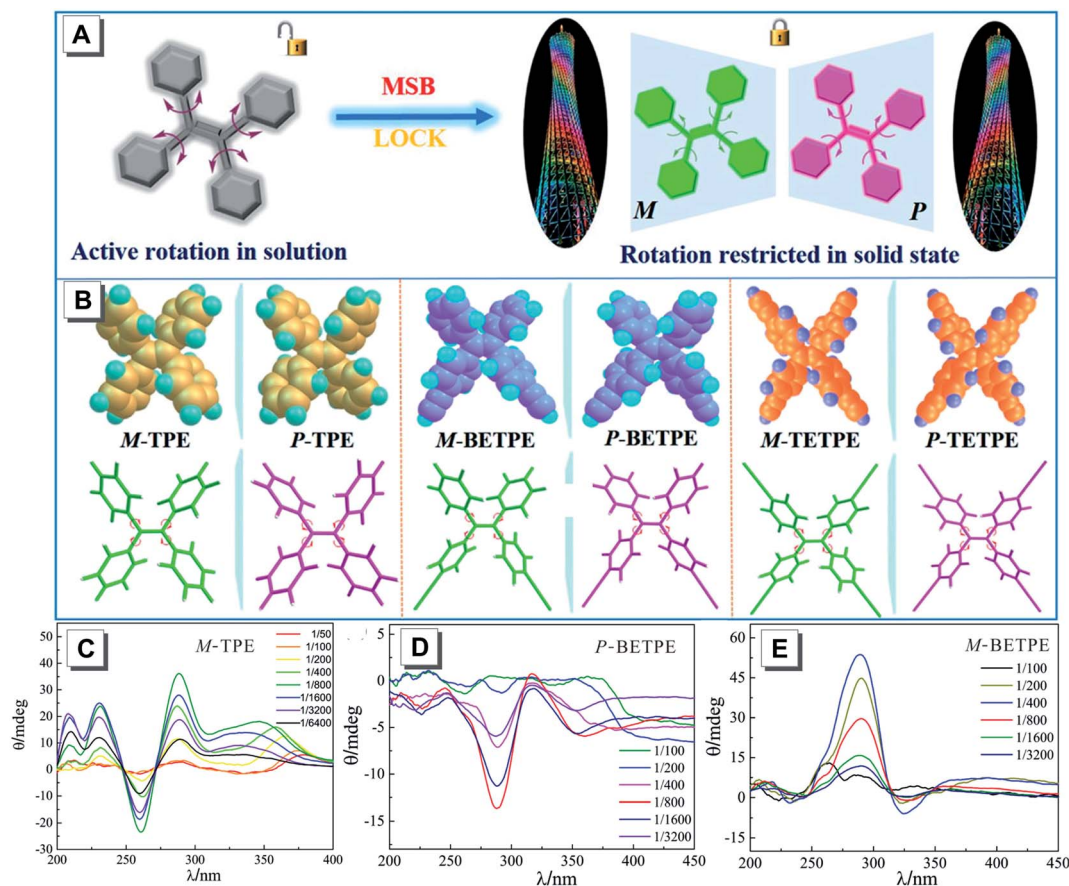 A
MSB
LOCK
M
P
Active rotation in solution
Rotation restricted in solid state
B
M-TPE
P-TPE
M-BETPE
P-BETPE
M-TETPE
P-TETPE
C
M-TPE
1/50
1/100
1/200
1/400
1/800
1/1600
1/3200
1/6400
θ/mdeg
50
40
30
20
10
0
-10
-20
-30
200
250
300
350
400
450
λ/nm
D
P-BETPE
1/100
1/200
1/400
1/800
1/1600
1/3200
θ/mdeg
5
0
-5
-10
-15
200
250
300
350
400
450
λ/nm
E
M-BETPE
1/100
1/200
1/400
1/800
1/1600
1/3200
θ/mdeg
60
45
30
15
0
-15
200
250
300
350
400
450
λ/nm